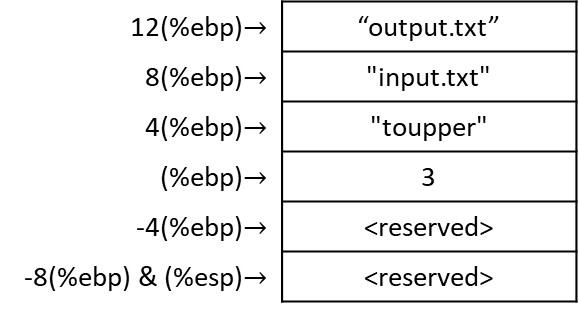 12(%ebp)→ “output.txt”
8(%ebp)→ "input.txt"
4(%ebp)→ "toupper"
(%ebp)→ 3
-4(%ebp)→ <reserved>
-8(%ebp) & (%esp)→ <reserved>